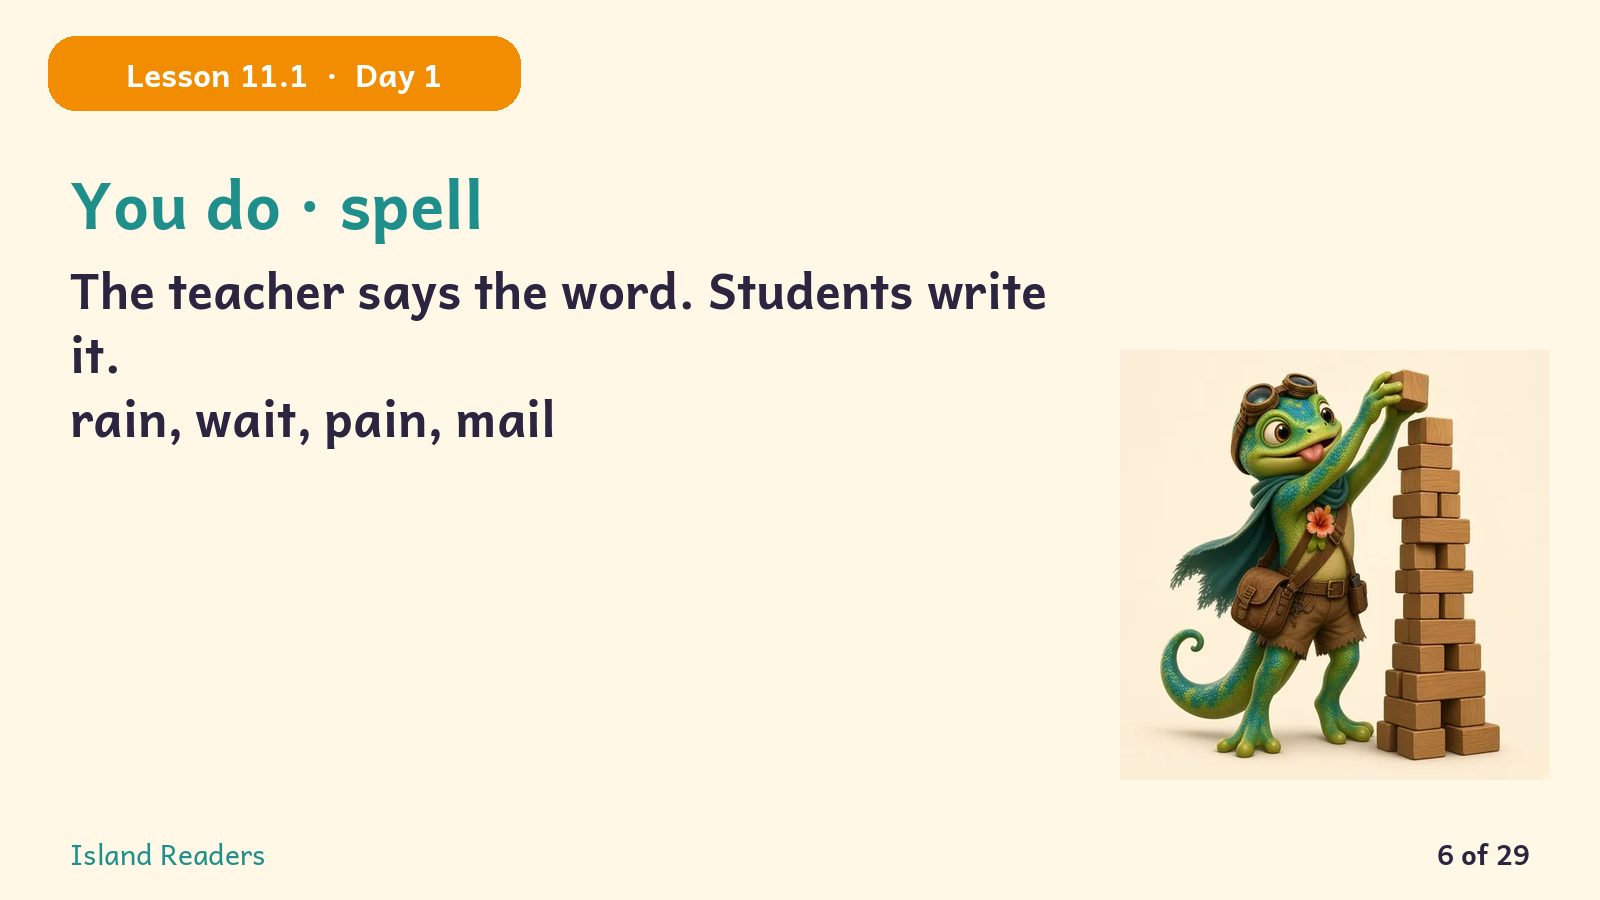 Lesson 11.1 · Day 1
You do · spell
The teacher says the word. Students write
it.
rain, wait, pain, mail
Island Readers
6 of 29